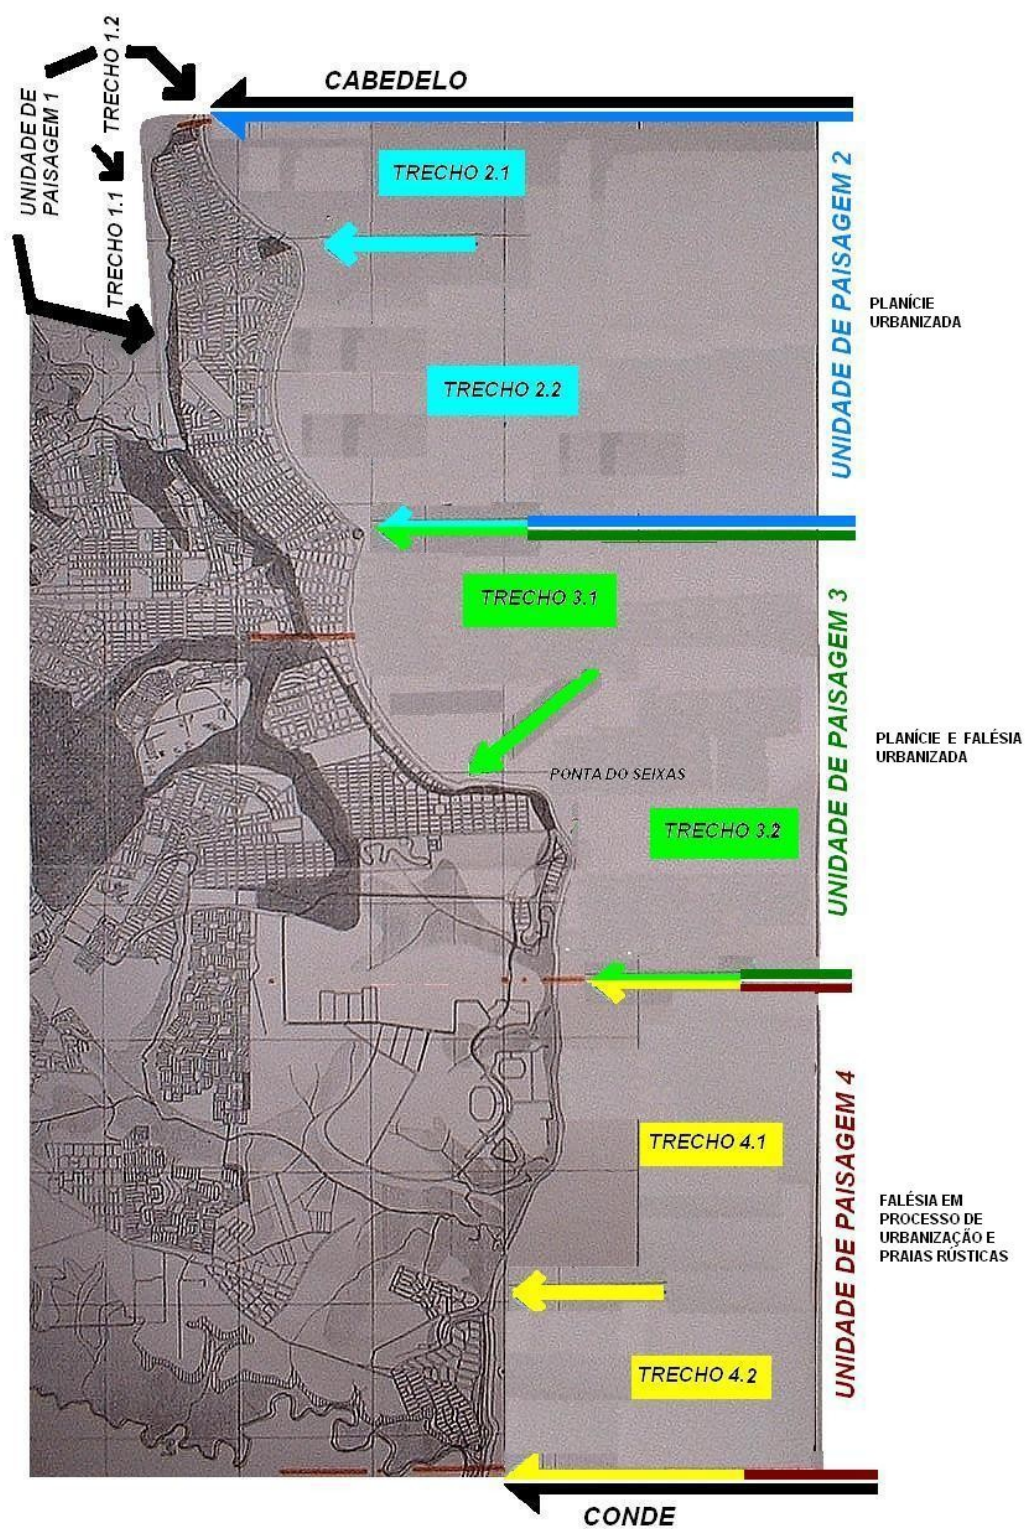 TRECHO 1.2
UNIDADE DE
PAISAGEM 1
TRECHO 1.1
CABEDELO
TRECHO 2.1
UNIDADE DE PAISAGEM 2
PLANÍCIE
URBANIZADA
TRECHO 2.2
TRECHO 3.1
UNIDADE DE PAISAGEM 3
PLANÍCIE E FALÉSIA
URBANIZADA
PONTA DO SEIXAS
TRECHO 3.2
TRECHO 4.1
UNIDADE DE PAISAGEM 4
FALÉSIA EM
PROCESSO DE
URBANIZAÇÃO E
PRAIAS RÚSTICAS
TRECHO 4.2
CONDE